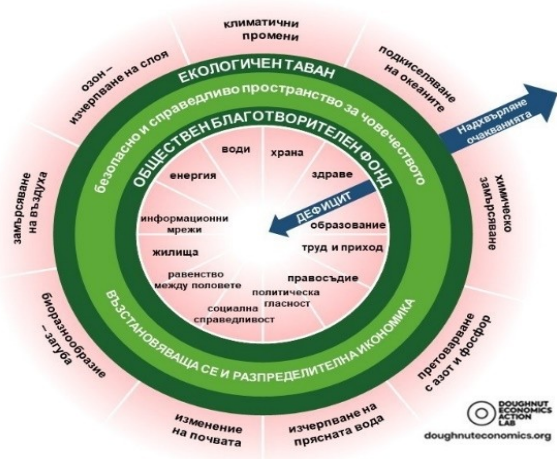 климатични
промени
подкиселяване
на океаните
Надхвърляне
очакванията
химическо
замърсяване
претоварване
с азот и фосфор
изчерпване на
прясната вода
изменение
на почвата
биоразнообразие
– загуба
замърсяване
на въздуха
озон –
изчерпване на слоя
ЕКОЛОГИЧЕН ТАВАН
безопасно и справедливо пространство за човечеството
ОБЩЕСТВЕН БЛАГОТВОРИТЕЛЕН ФОНД
води
храна
енергия
здраве
ДЕФИЦИТ
информационни
мрежи
образование
труд и приход
жилища
правосъдие
равенство
между половете
политическа
гласност
социална
справедливост
ВЪЗСТАНОВЯВАЩА СЕ И РАЗПРЕДЕЛИТЕЛНА ИКОНОМИКА
DOUGHNUT
ECONOMICS
ACTION
LAB
doughnuteconomics.org